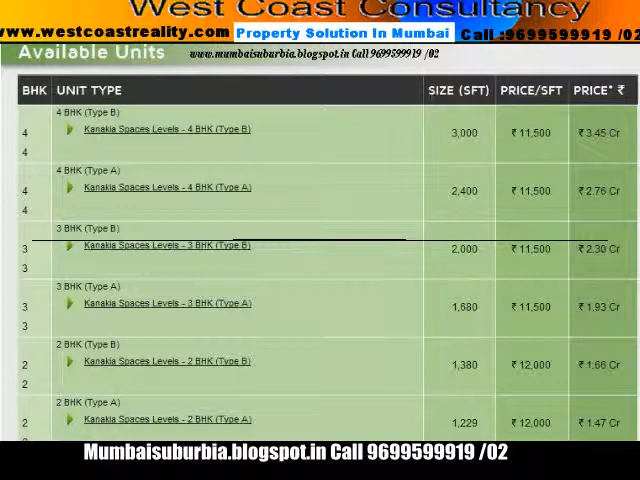 West Coast Consultancy
www.westcoastreality.com Property Solution In Mumbai Call :9699599919 /02
Available Units www.mumbaisuburbia.blogspot.in Call 9699599919 /02
BHK UNIT TYPE SIZE (SFT) PRICE/SFT PRICE* ₹
4 BHK (Type B)
4 Kanakia Spaces Levels - 4 BHK (Type B) 3,000 ₹ 11,500 ₹ 3.45 Cr
4
4 BHK (Type A)
4 Kanakia Spaces Levels - 4 BHK (Type A) 2,400 ₹ 11,500 ₹ 2.76 Cr
4
3 BHK (Type B)
3 Kanakia Spaces Levels - 3 BHK (Type B) 2,000 ₹ 11,500 ₹ 2.30 Cr
3
3 BHK (Type A)
3 Kanakia Spaces Levels - 3 BHK (Type A) 1,680 ₹ 11,500 ₹ 1.93 Cr
3
2 BHK (Type B)
2 Kanakia Spaces Levels - 2 BHK (Type B) 1,380 ₹ 12,000 ₹ 1.66 Cr
2
2 BHK (Type A)
2 Kanakia Spaces Levels - 2 BHK (Type A) 1,229 ₹ 12,000 ₹ 1.47 Cr
Mumbaisuburbia.blogspot.in Call 9699599919 /02